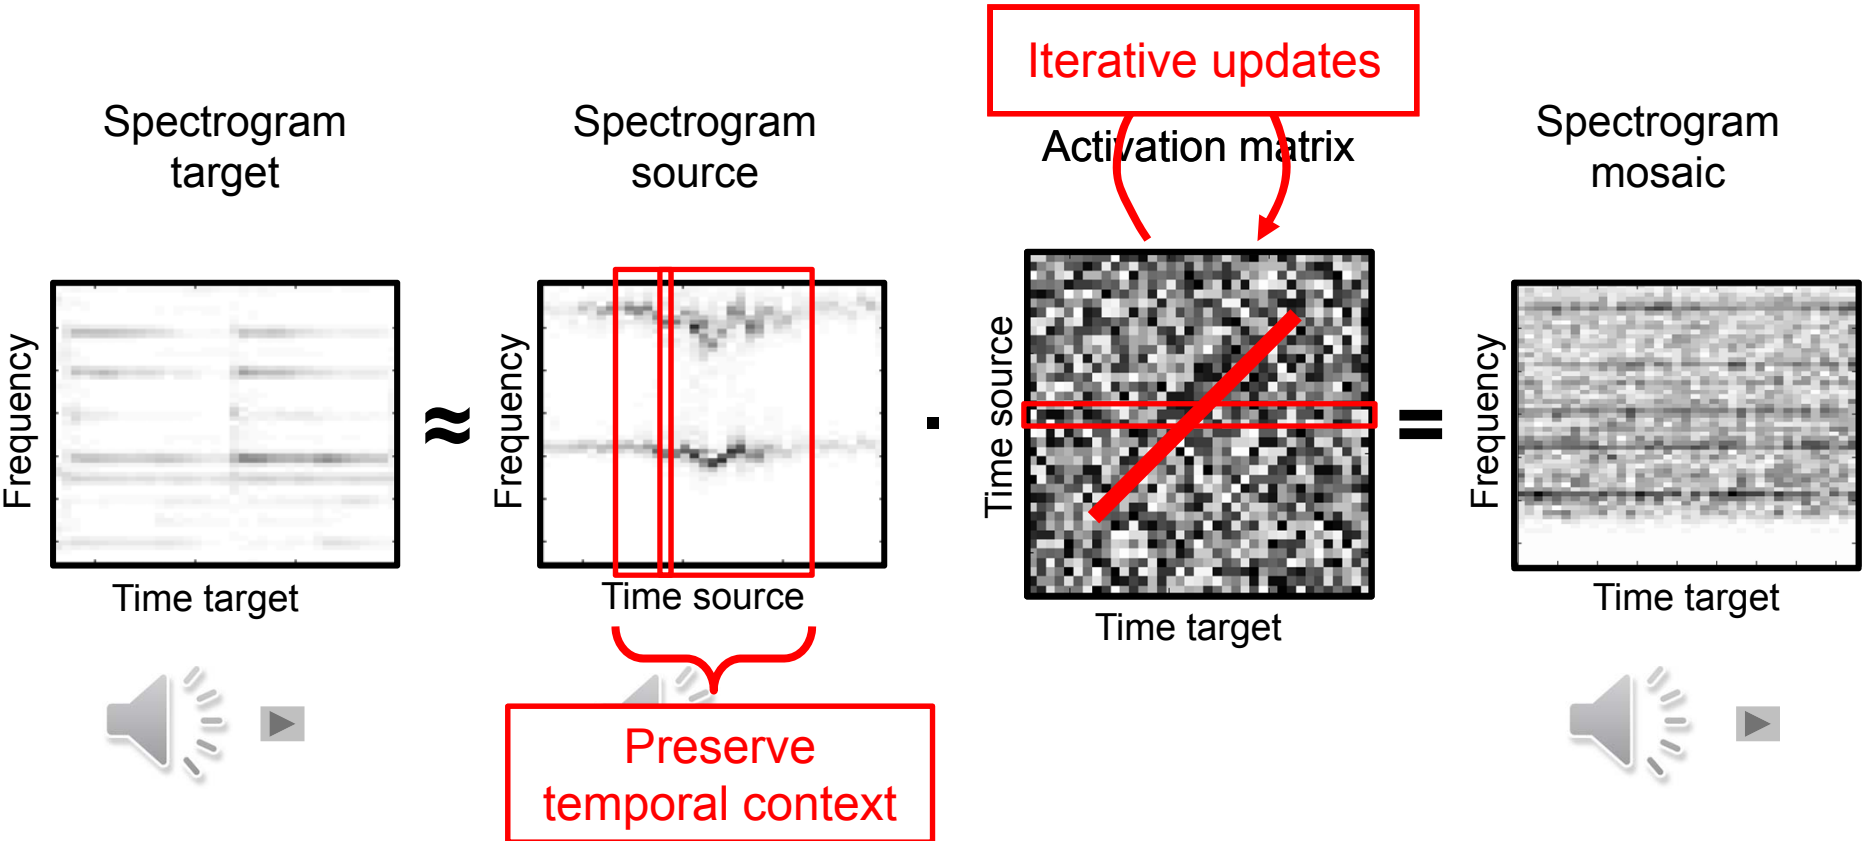 Iterative updates
Spectrogram
target
Spectrogram
source
Activation matrix
Spectrogram
mosaic
Frequency
Time target
≈
Frequency
Time source
·
Time source
Time target
=
Frequency
Time target
Preserve
temporal context